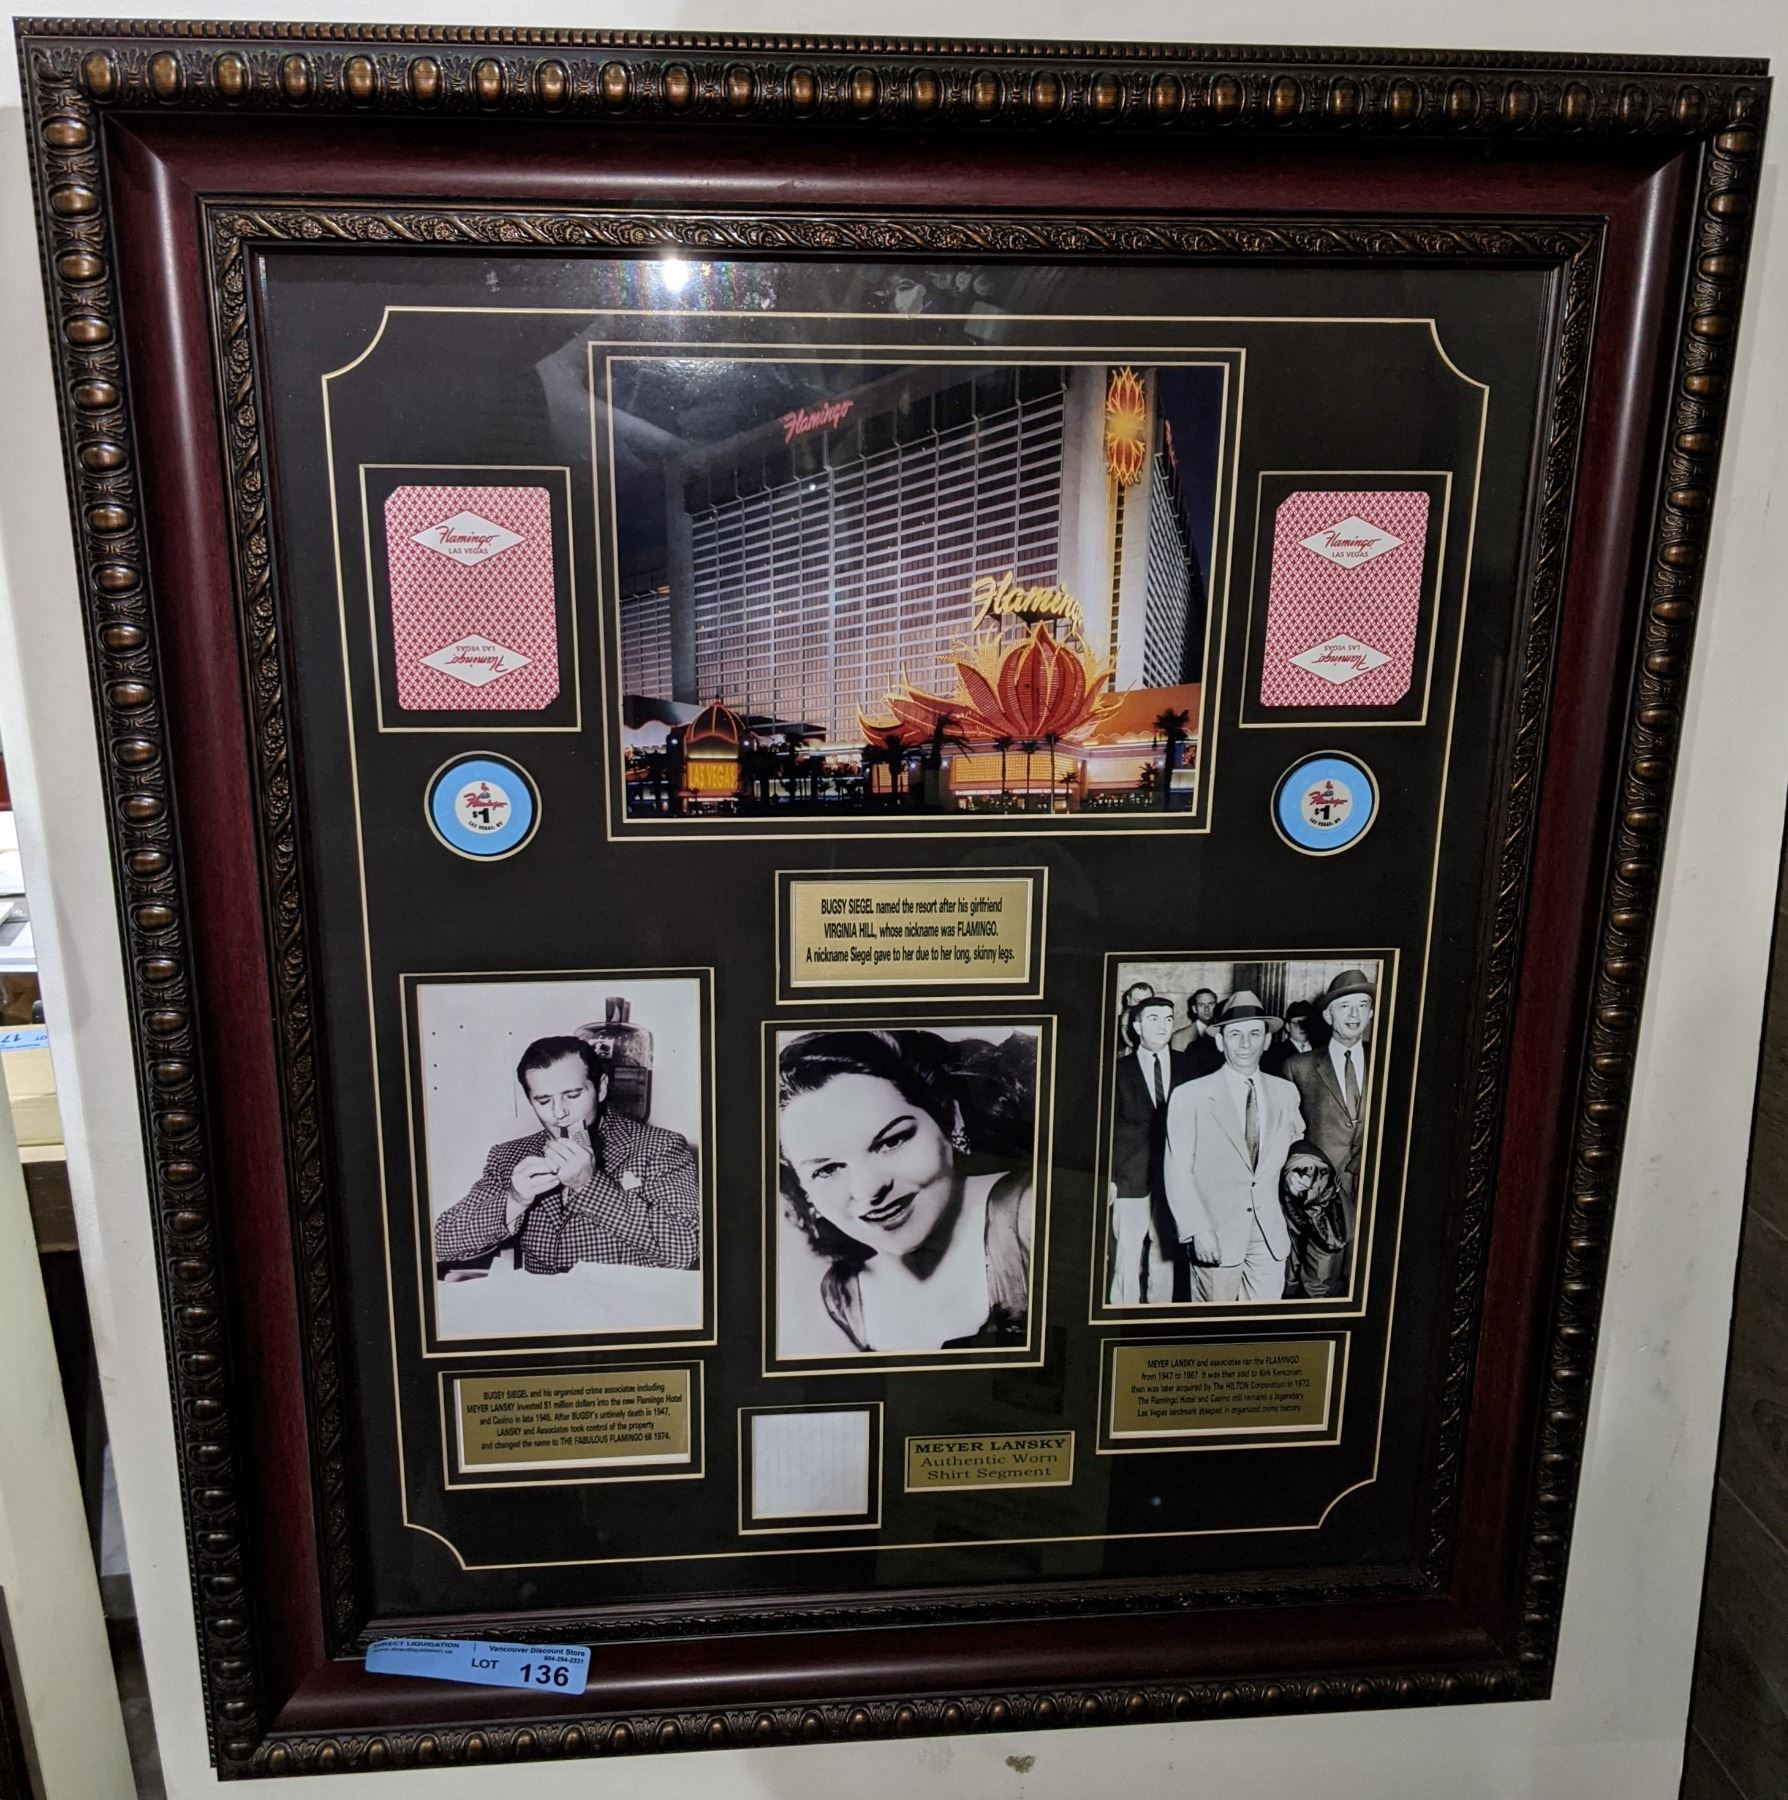 Flamingo
Flamingo
LAS VEGAS
Flamingo
LAS VEGAS
Flamingo
LAS VEGAS
Flamingo
LAS VEGAS
Flamingo
LAS VEGAS
Flamingo
$1
LAS VEGAS, NV
Flamingo
$1
LAS VEGAS, NV
BUGSY SIEGEL named the resort after his girlfriend
VIRGINIA HILL, whose nickname was FLAMINGO.
A nickname Siegel gave to her due to her long, skinny legs.
BUGSY SIEGEL and his organized crime associates including
MEYER LANSKY invested $1 million dollars into the new Flamingo Hotel
and Casino in late 1945. After BUGSY's untimely death in 1947,
LANSKY and Associates took control of the property
and changed the name to THE FABULOUS FLAMINGO till 1974.
MEYER LANSKY and associates ran the FLAMINGO
from 1947 to 1967. It was then sold to Kirk Kerkorian,
then was later acquired by The HILTON Corporation in 1972.
The Flamingo Hotel and Casino still remains a legendary
Las Vegas landmark steeped in organized crime history.
MEYER LANSKY
Authentic Worn
Shirt Segment
DIRECT LIQUIDATION
Vancouver Discount Store
604-294-2331
LOT 136
LOT 17